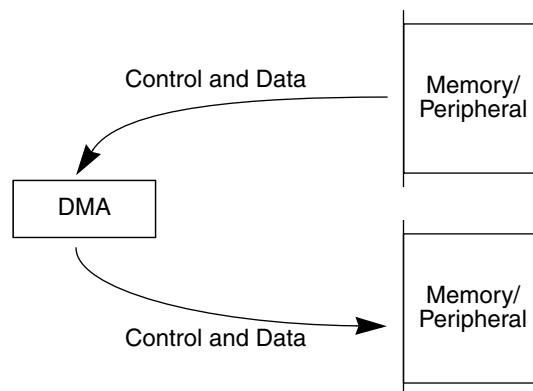 Control and Data
Memory/
Peripheral
DMA
Memory/
Peripheral
Control and Data